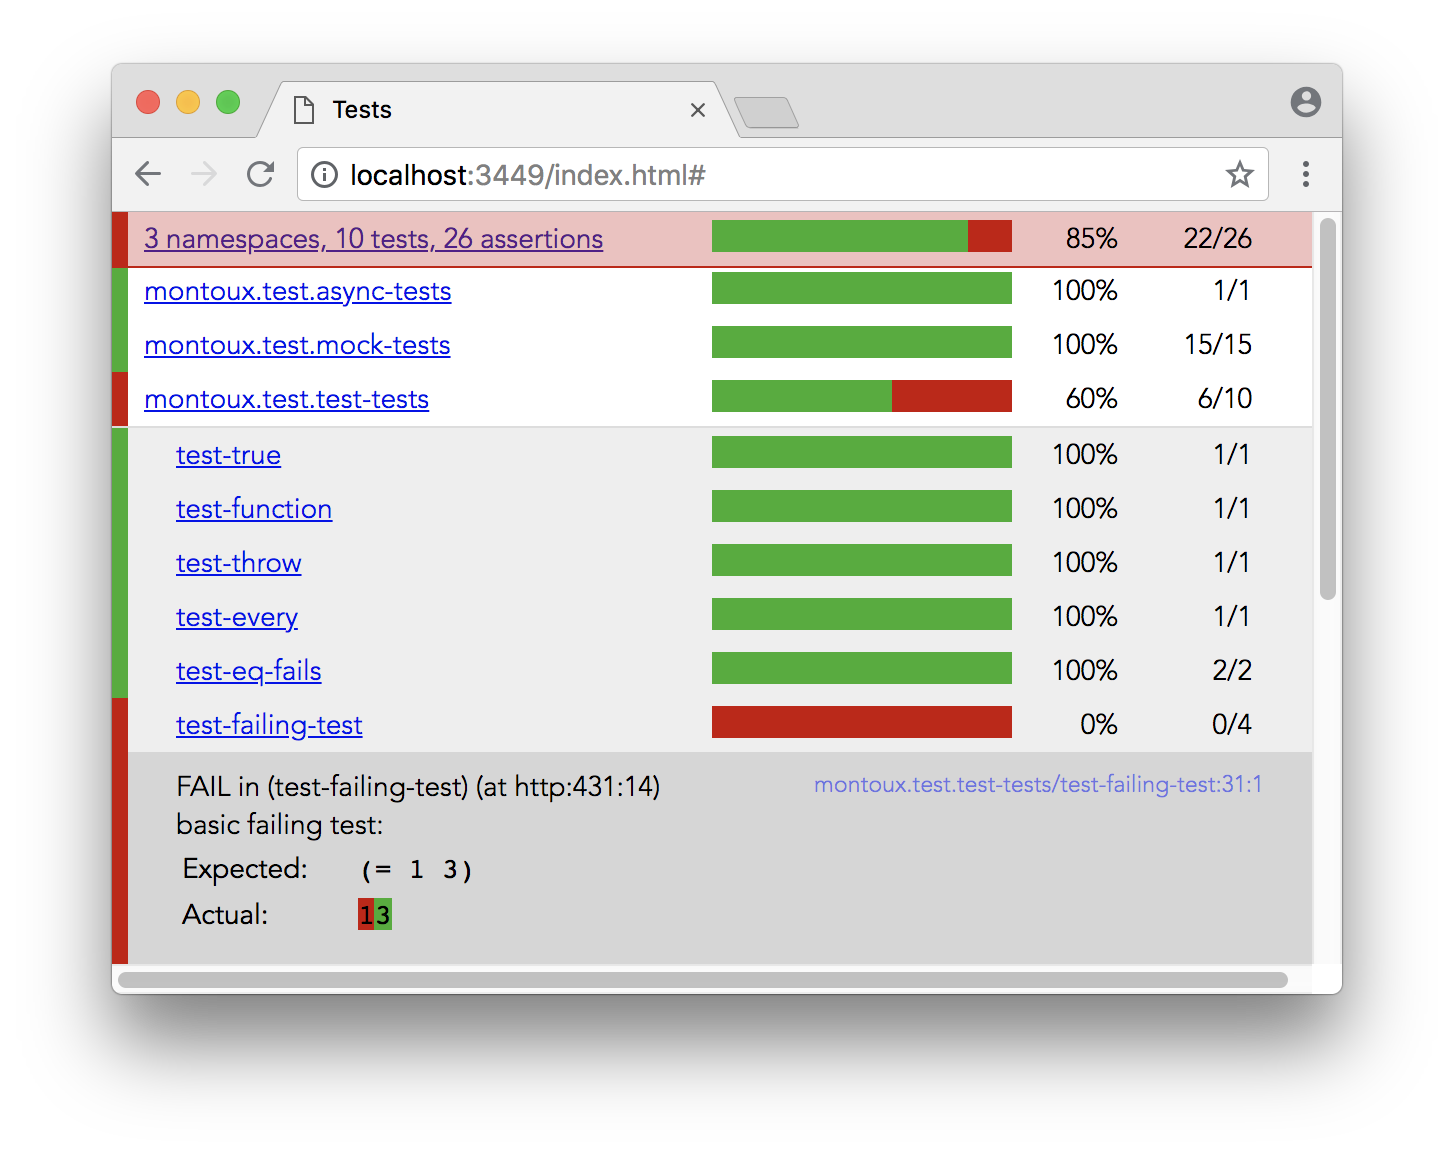 Tests
localhost:3449/index.html#
3 namespaces, 10 tests, 26 assertions 85% 22/26
montoux.test.async-tests 100% 1/1
montoux.test.mock-tests 100% 15/15
montoux.test.test-tests 60% 6/10
test-true 100% 1/1
test-function 100% 1/1
test-throw 100% 1/1
test-every 100% 1/1
test-eq-fails 100% 2/2
test-failing-test 0% 0/4
FAIL in (test-failing-test) (at http:431:14) montoux.test.test-tests/test-failing-test:31:1
basic failing test:
Expected: (= 1 3)
Actual: 13